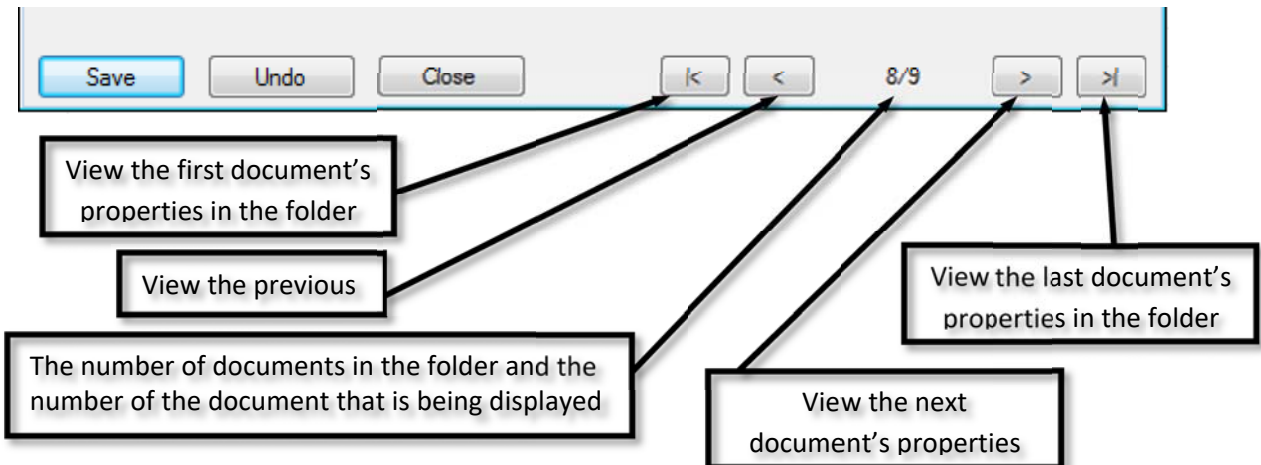 Save Undo Close |< < 8/9 > >|
View the first document’s
properties in the folder
View the previous
View the last document’s
properties in the folder
The number of documents in the folder and the
number of the document that is being displayed
View the next
document’s properties